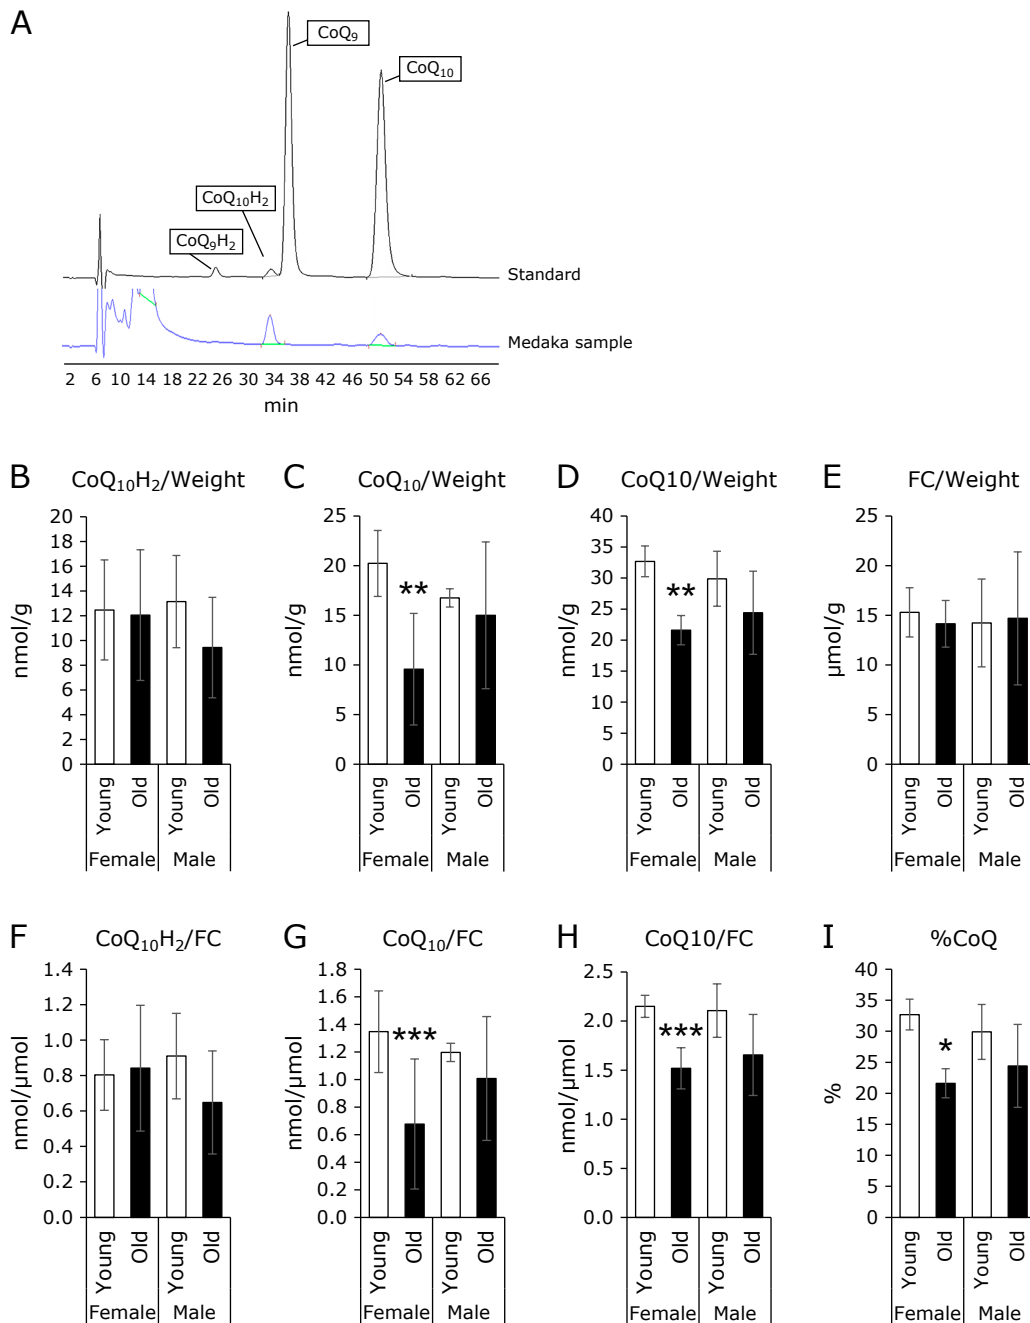 A
CoQ₉
CoQ₁₀
CoQ₁₀H₂
CoQ₉H₂
Standard
Medaka sample
2 6 10 14 18 22 26 30 34 38 42 46 50 54 58 62 66
min
B CoQ₁₀H₂/Weight
nmol/g
20
18
16
14
12
10
8
6
4
2
0
Young Old Young Old
Female Male
C CoQ₁₀/Weight
nmol/g
25
20
15
10
5
0
**
Young Old Young Old
Female Male
D CoQ10/Weight
nmol/g
40
35
30
25
20
15
10
5
0
**
Young Old Young Old
Female Male
E FC/Weight
µmol/g
25
20
15
10
5
0
Young Old Young Old
Female Male
F CoQ₁₀H₂/FC
nmol/µmol
1.4
1.2
1.0
0.8
0.6
0.4
0.2
0.0
Young Old Young Old
Female Male
G CoQ₁₀/FC
nmol/µmol
1.8
1.6
1.4
1.2
1.0
0.8
0.6
0.4
0.2
0.0
***
Young Old Young Old
Female Male
H CoQ10/FC
nmol/µmol
2.5
2.0
1.5
1.0
0.5
0.0
***
Young Old Young Old
Female Male
I %CoQ
%
40
35
30
25
20
15
10
5
0
*
Young Old Young Old
Female Male